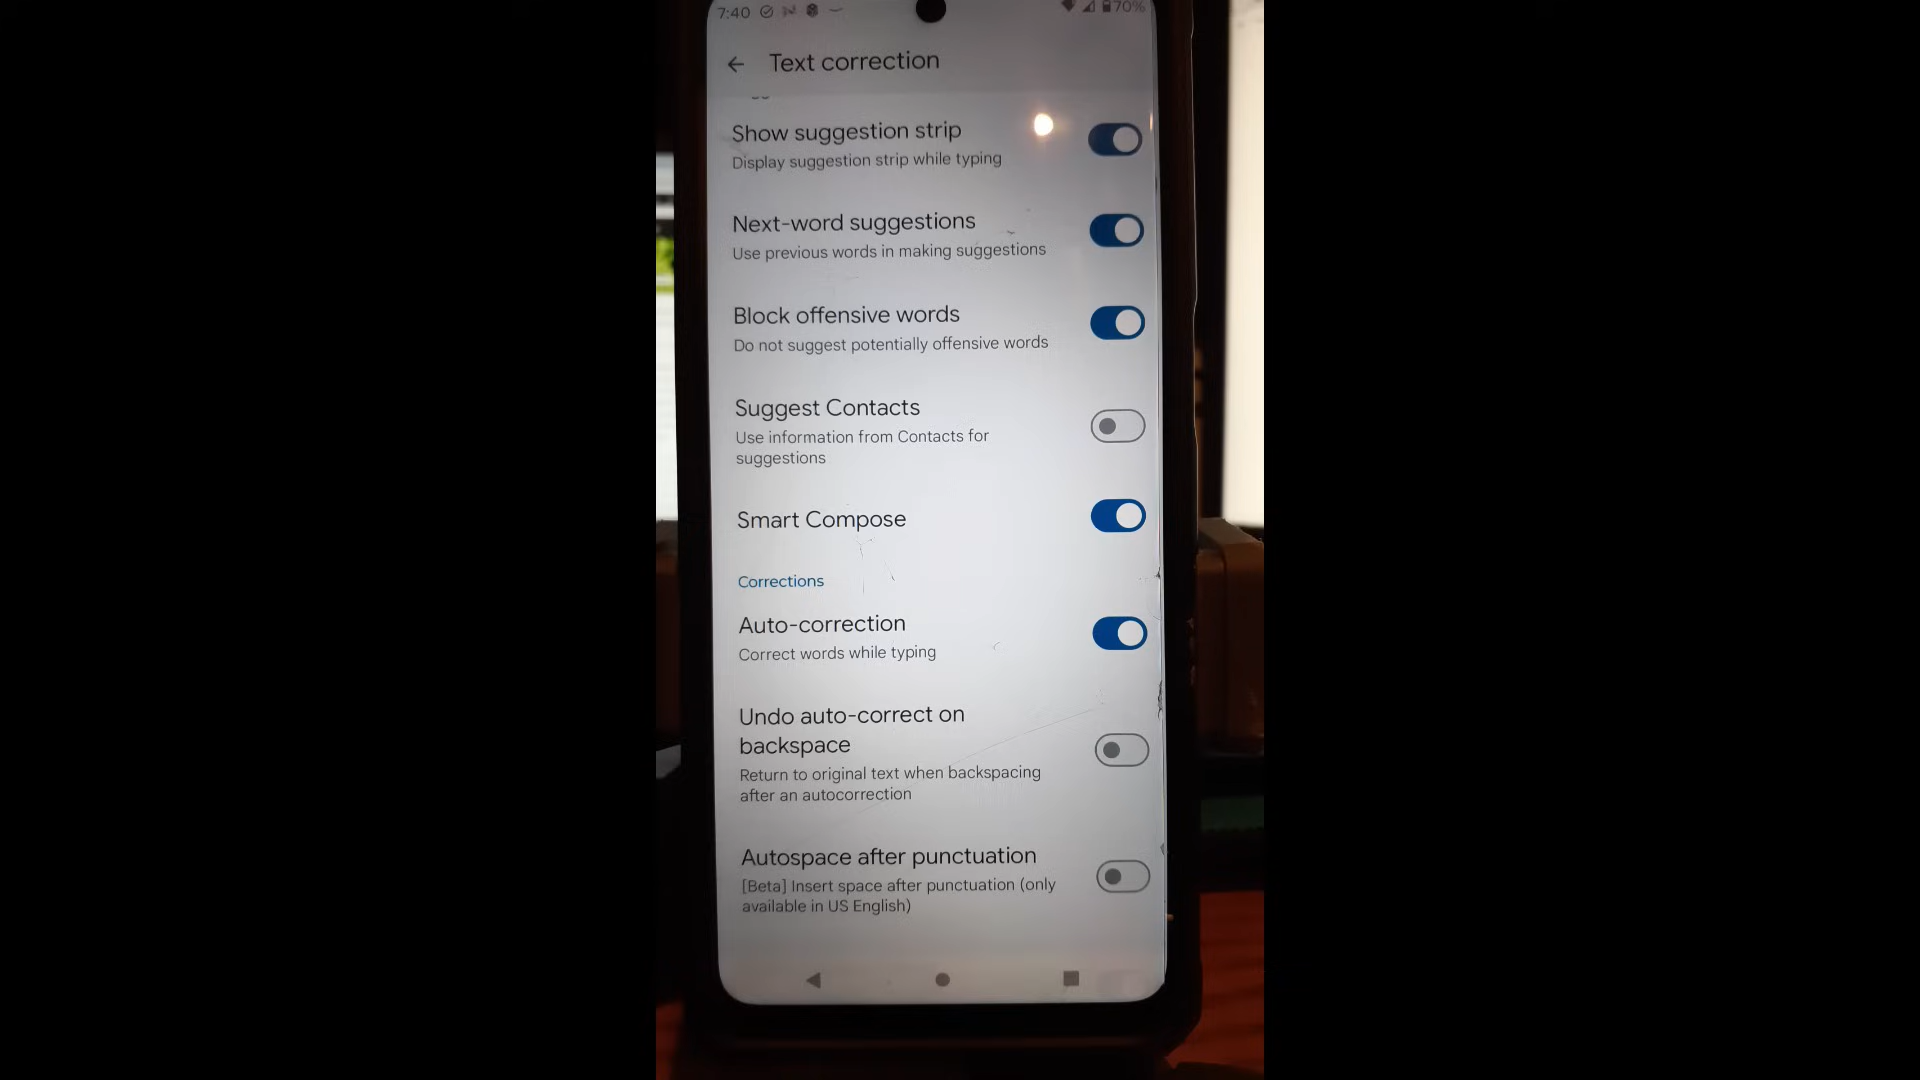 7:40
70%
Text correction
Show suggestion strip
Display suggestion strip while typing
Next-word suggestions
Use previous words in making suggestions
Block offensive words
Do not suggest potentially offensive words
Suggest Contacts
Use information from Contacts for
suggestions
Smart Compose
Corrections
Auto-correction
Correct words while typing
Undo auto-correct on
backspace
Return to original text when backspacing
after an autocorrection
Autospace after punctuation
[Beta] Insert space after punctuation (only
available in US English)